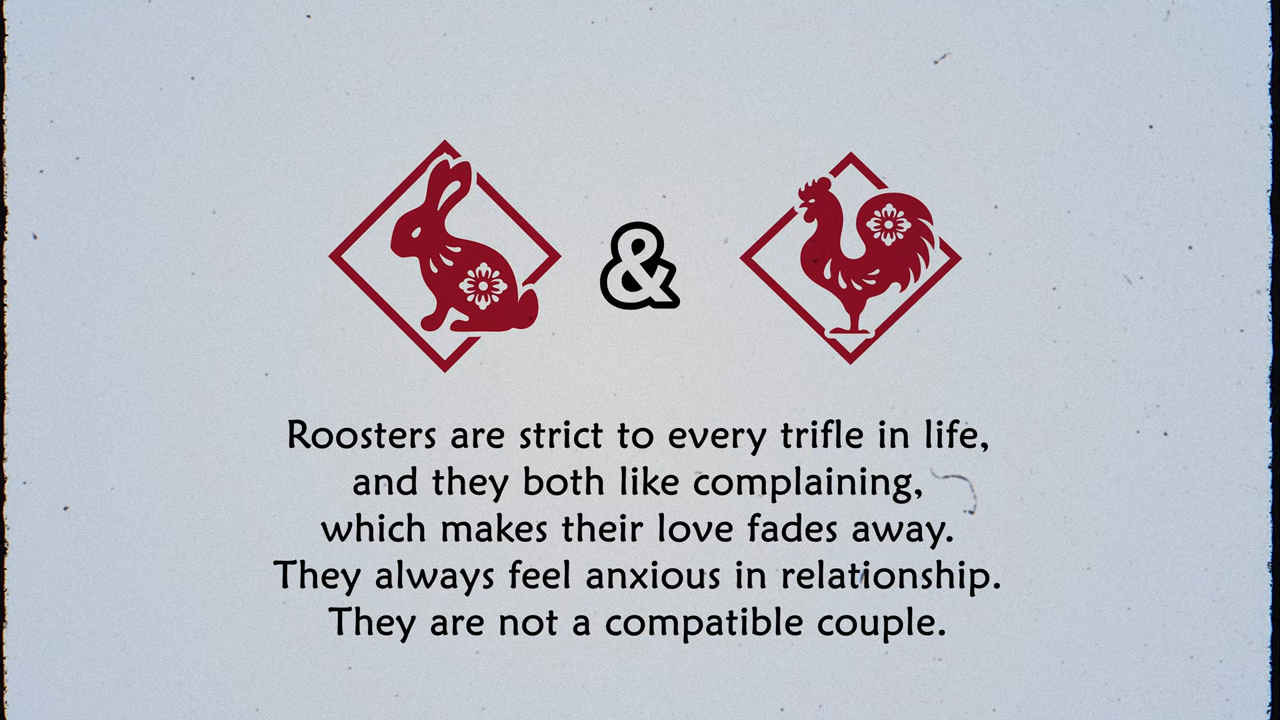 &
Roosters are strict to every trifle in life,
and they both like complaining,
which makes their love fades away.
They always feel anxious in relationship.
They are not a compatible couple.